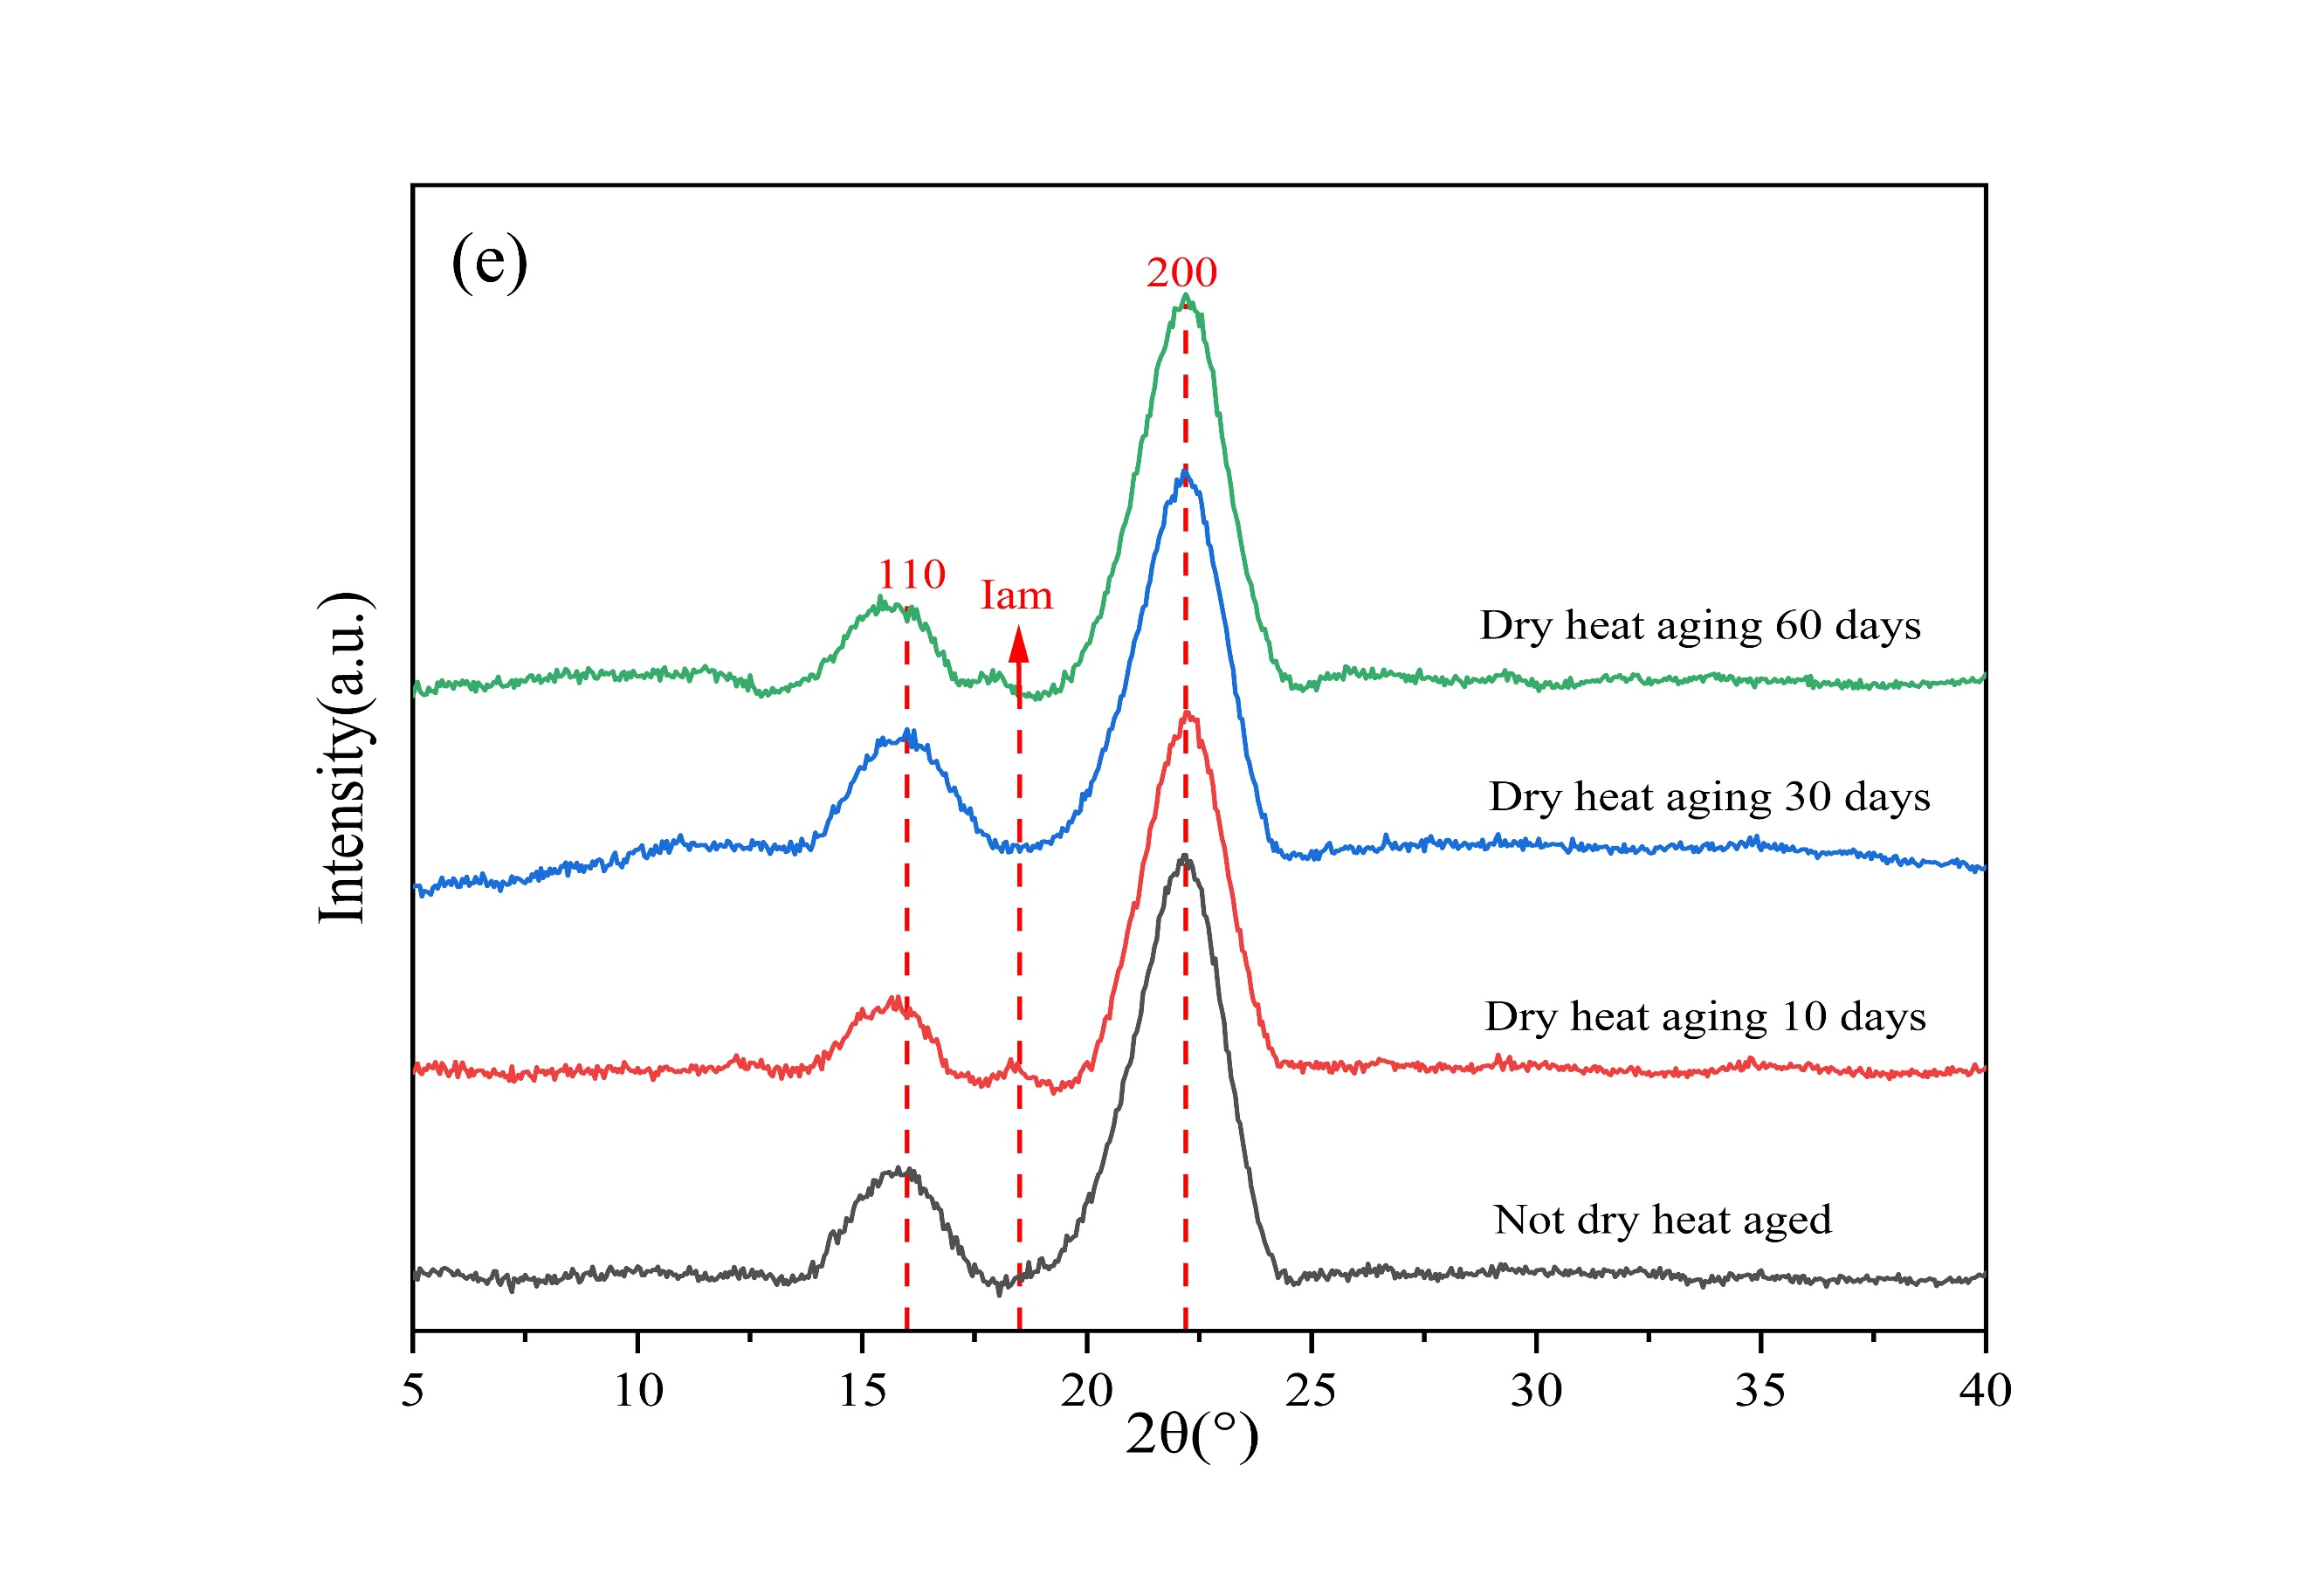 (e)
200
110
Iam
Dry heat aging 60 days
Dry heat aging 30 days
Dry heat aging 10 days
Not dry heat aged
Intensity(a.u.)
5 10 15 20 25 30 35 40
2θ(°)